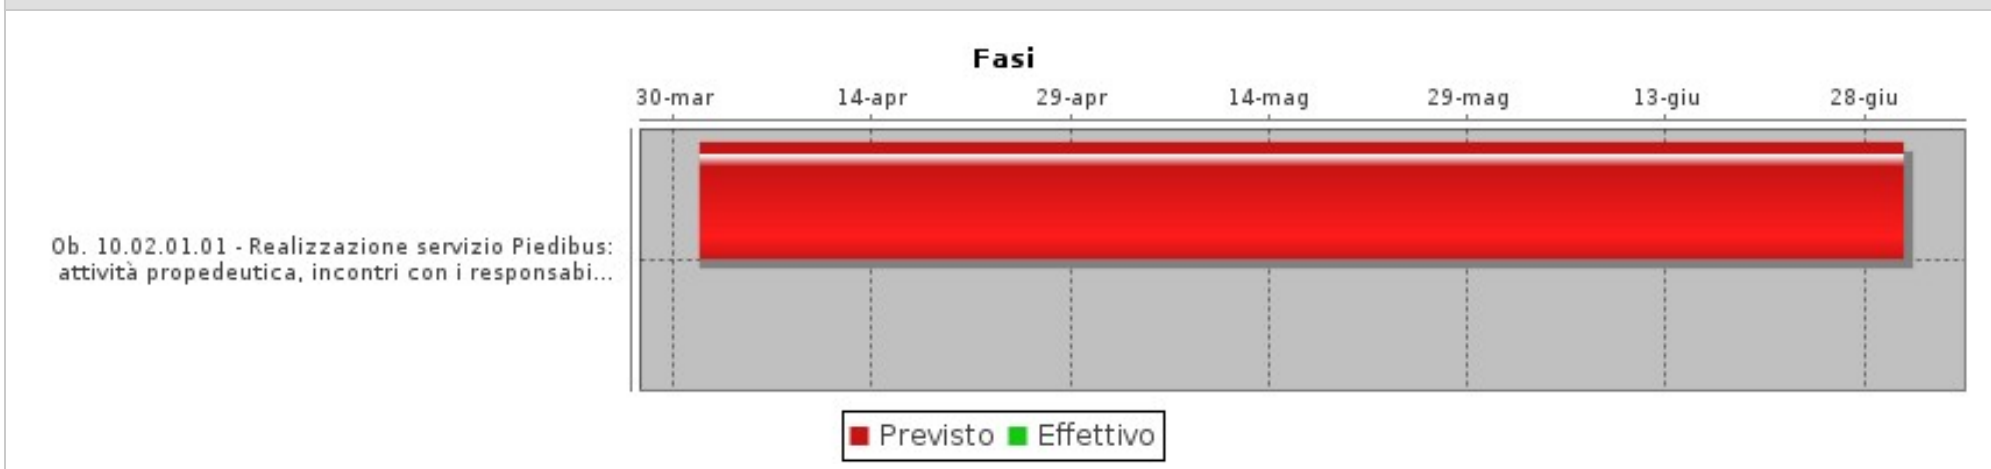 Fasi
30-mar 14-apr 29-apr 14-mag 29-mag 13-giu 28-giu
Ob. 10.02.01.01 - Realizzazione servizio Piedibus:
attività propedeutica, incontri con i responsabi...
Previsto Effettivo